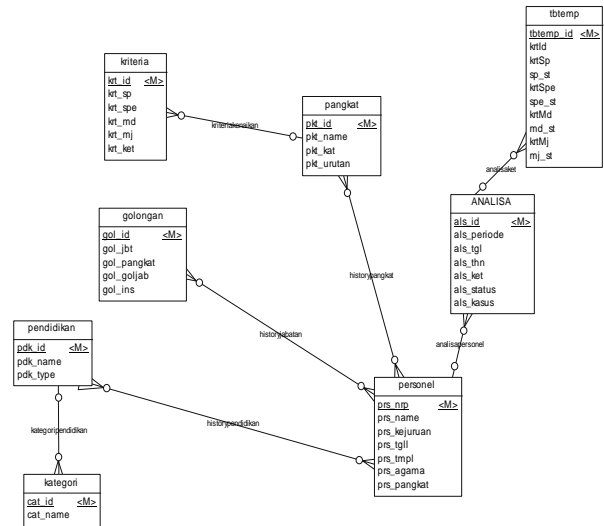 tbtemp
tbtemp_id <M>
krtId
krtSp
sp_st
krtSpe
spe_st
krtMd
md_st
krtMj
mj_st
kriteria
krt_id <M>
krt_sp
krt_spe
krt_md
krt_mj
krt_ket
kriteriakenaikan
pangkat
pkt_id <M>
pkt_name
pkt_kat
pkt_urutan
analisaket
ANALISA
als_id <M>
als_periode
als_tgl
als_thn
als_ket
als_status
als_kasus
golongan
gol_id <M>
gol_jbt
gol_pangkat
gol_goljab
gol_ins
historypangkat
historyjabatan
analisapersonel
pendidikan
pdk_id <M>
pdk_name
pdk_type
personel
prs_nrp <M>
prs_name
prs_kejuruan
prs_tgll
prs_tmpl
prs_agama
prs_pangkat
historypendidikan
kategoripendidikan
kategori
cat_id <M>
cat_name